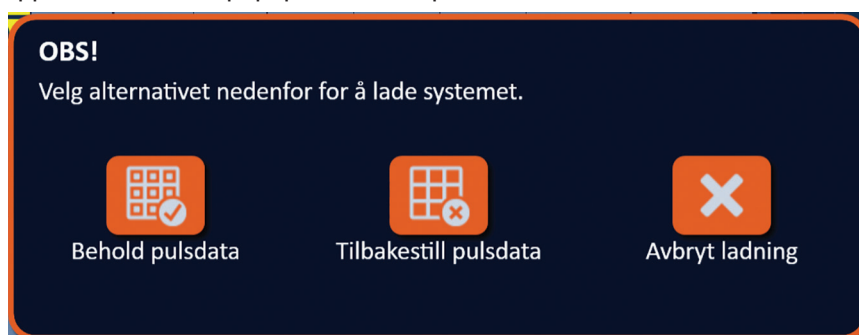 OBS!
Velg alternativet nedenfor for å lade systemet.
Behold pulsdata
Tilbakestill pulsdata
Avbryt ladning